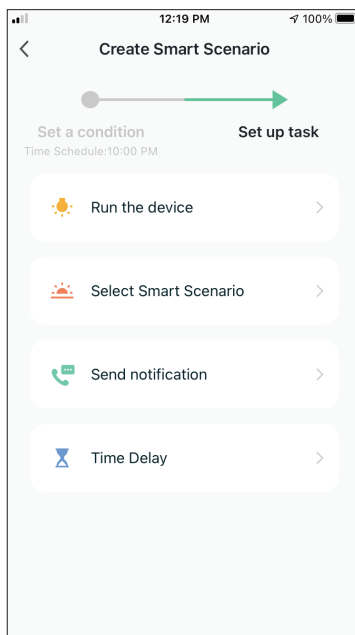 12:19 PM 100%
Create Smart Scenario
Set a condition Set up task
Time Schedule:10:00 PM
Run the device
Select Smart Scenario
Send notification
Time Delay